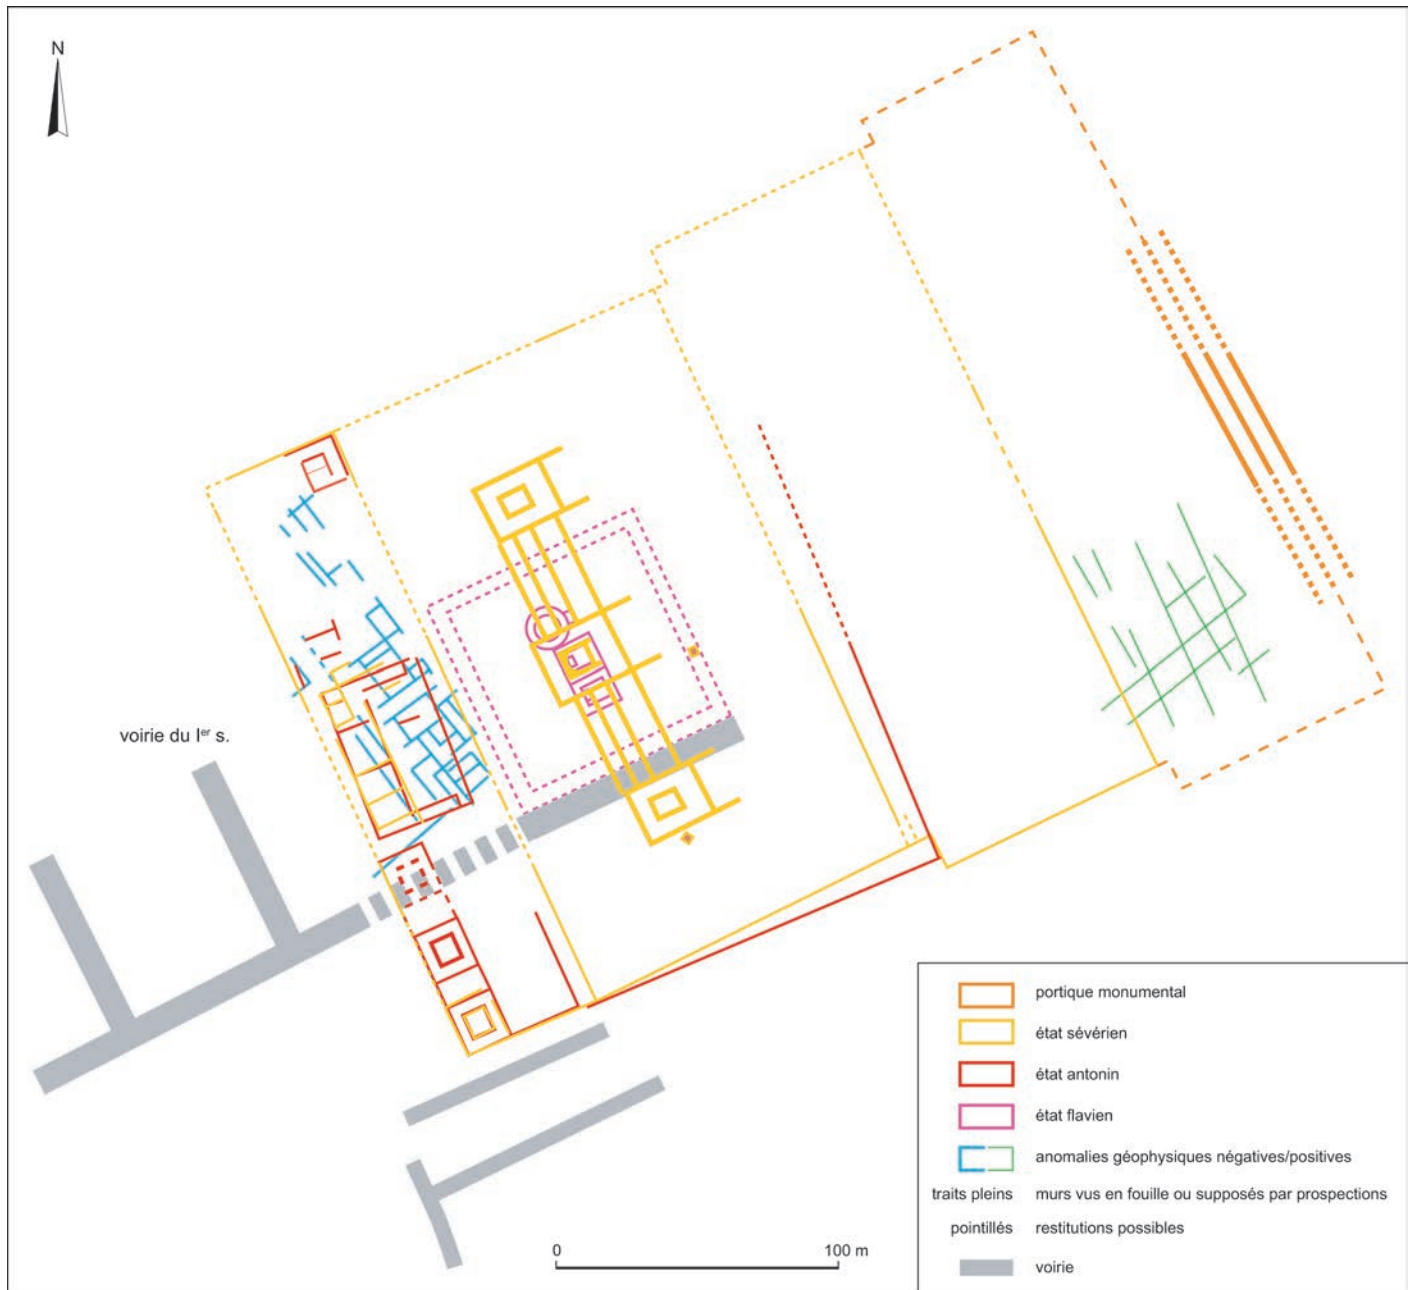 N
voirie du Ier s.
portique monumental
état sévérien
état antonin
état flavien
anomalies géophysiques négatives/positives
traits pleins murs vus en fouille ou supposés par prospections
pointillés restitutions possibles
voirie
0 100 m